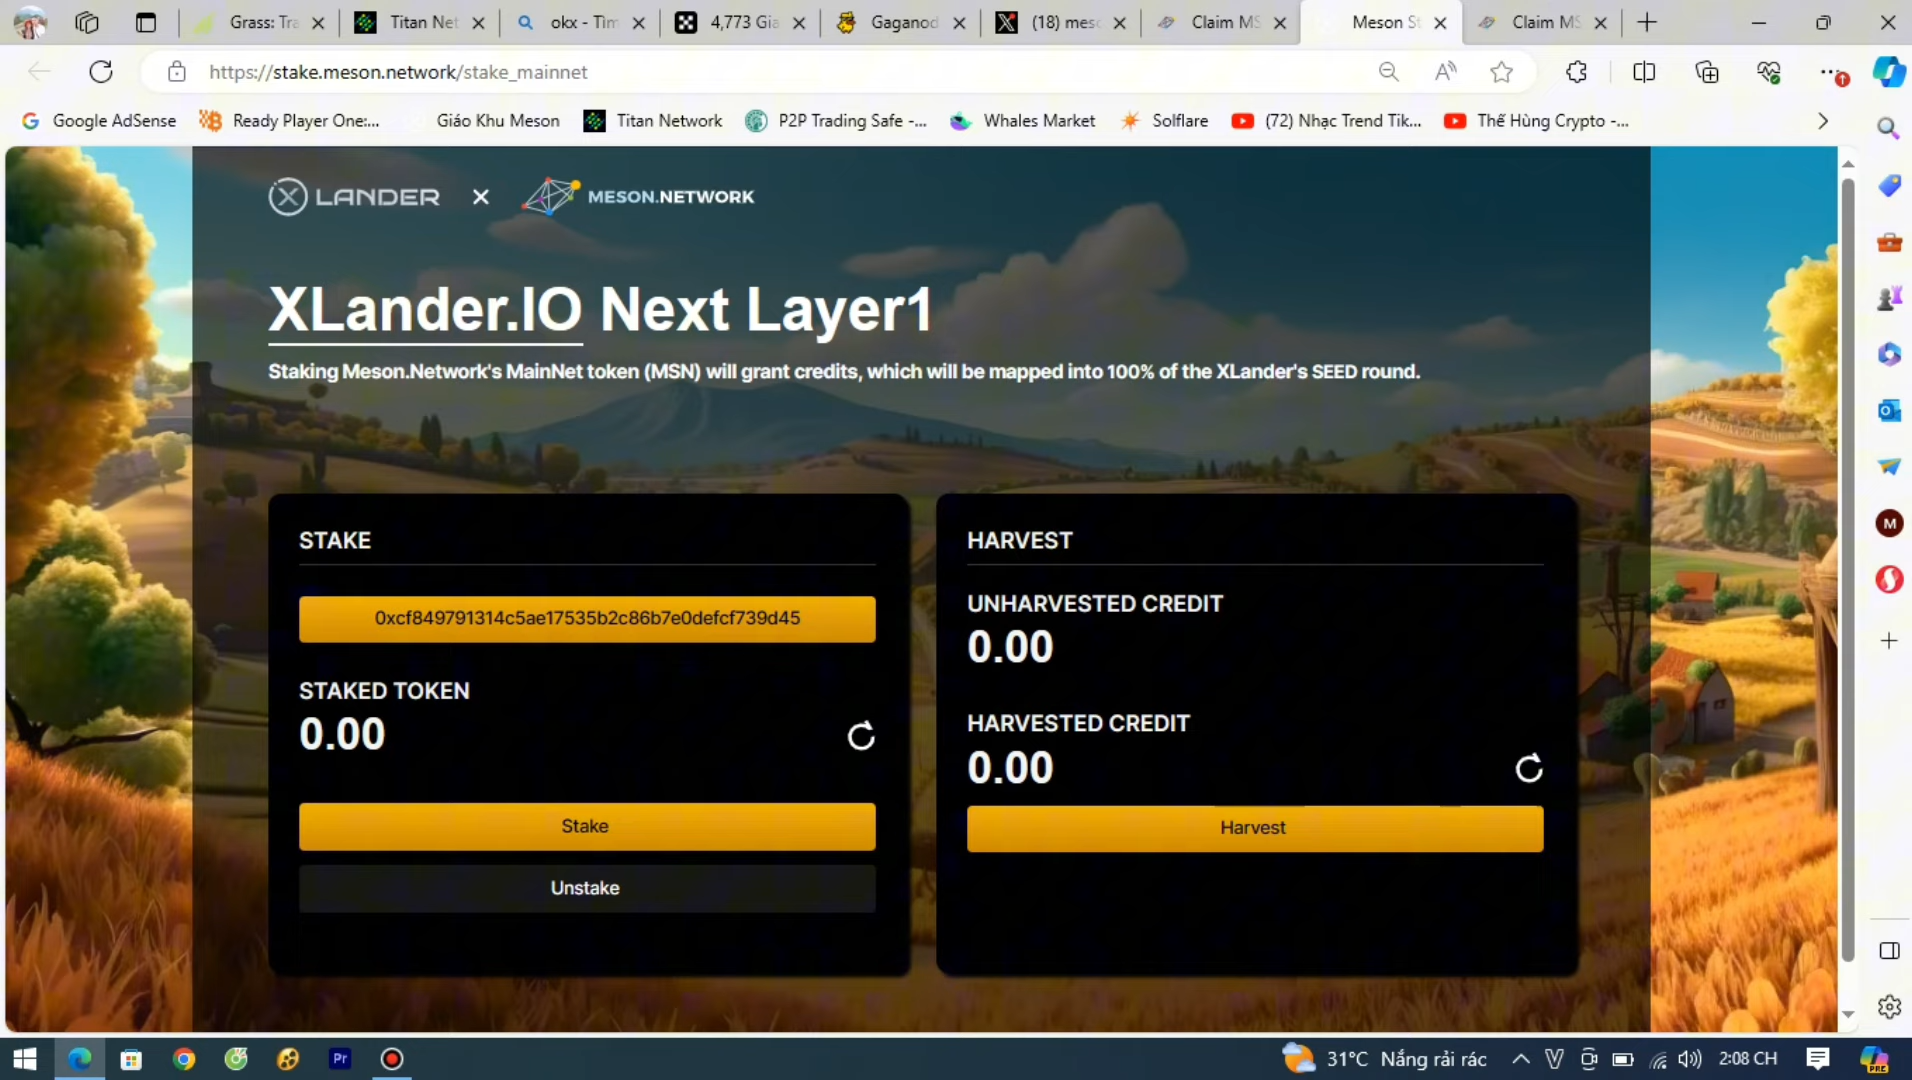 Grass: Tra
Titan Net
okx - Tìm
4,773 Gia
Gaganod
(18) meso
Claim MS
Meson St
Claim MS
https://stake.meson.network/stake_mainnet
Google AdSense
Ready Player One:...
Giáo Khu Meson
Titan Network
P2P Trading Safe -...
Whales Market
Solflare
(72) Nhạc Trend Tik...
Thế Hùng Crypto -...
LANDER
MESON.NETWORK
XLander.IO Next Layer1
Staking Meson.Network's MainNet token (MSN) will grant credits, which will be mapped into 100% of the XLander's SEED round.
STAKE
0xcf849791314c5ae17535b2c86b7e0defcf739d45
STAKED TOKEN
0.00
Stake
Unstake
HARVEST
UNHARVESTED CREDIT
0.00
HARVESTED CREDIT
0.00
Harvest
M
Pr
31°C Nắng rải rác
2:08 CH